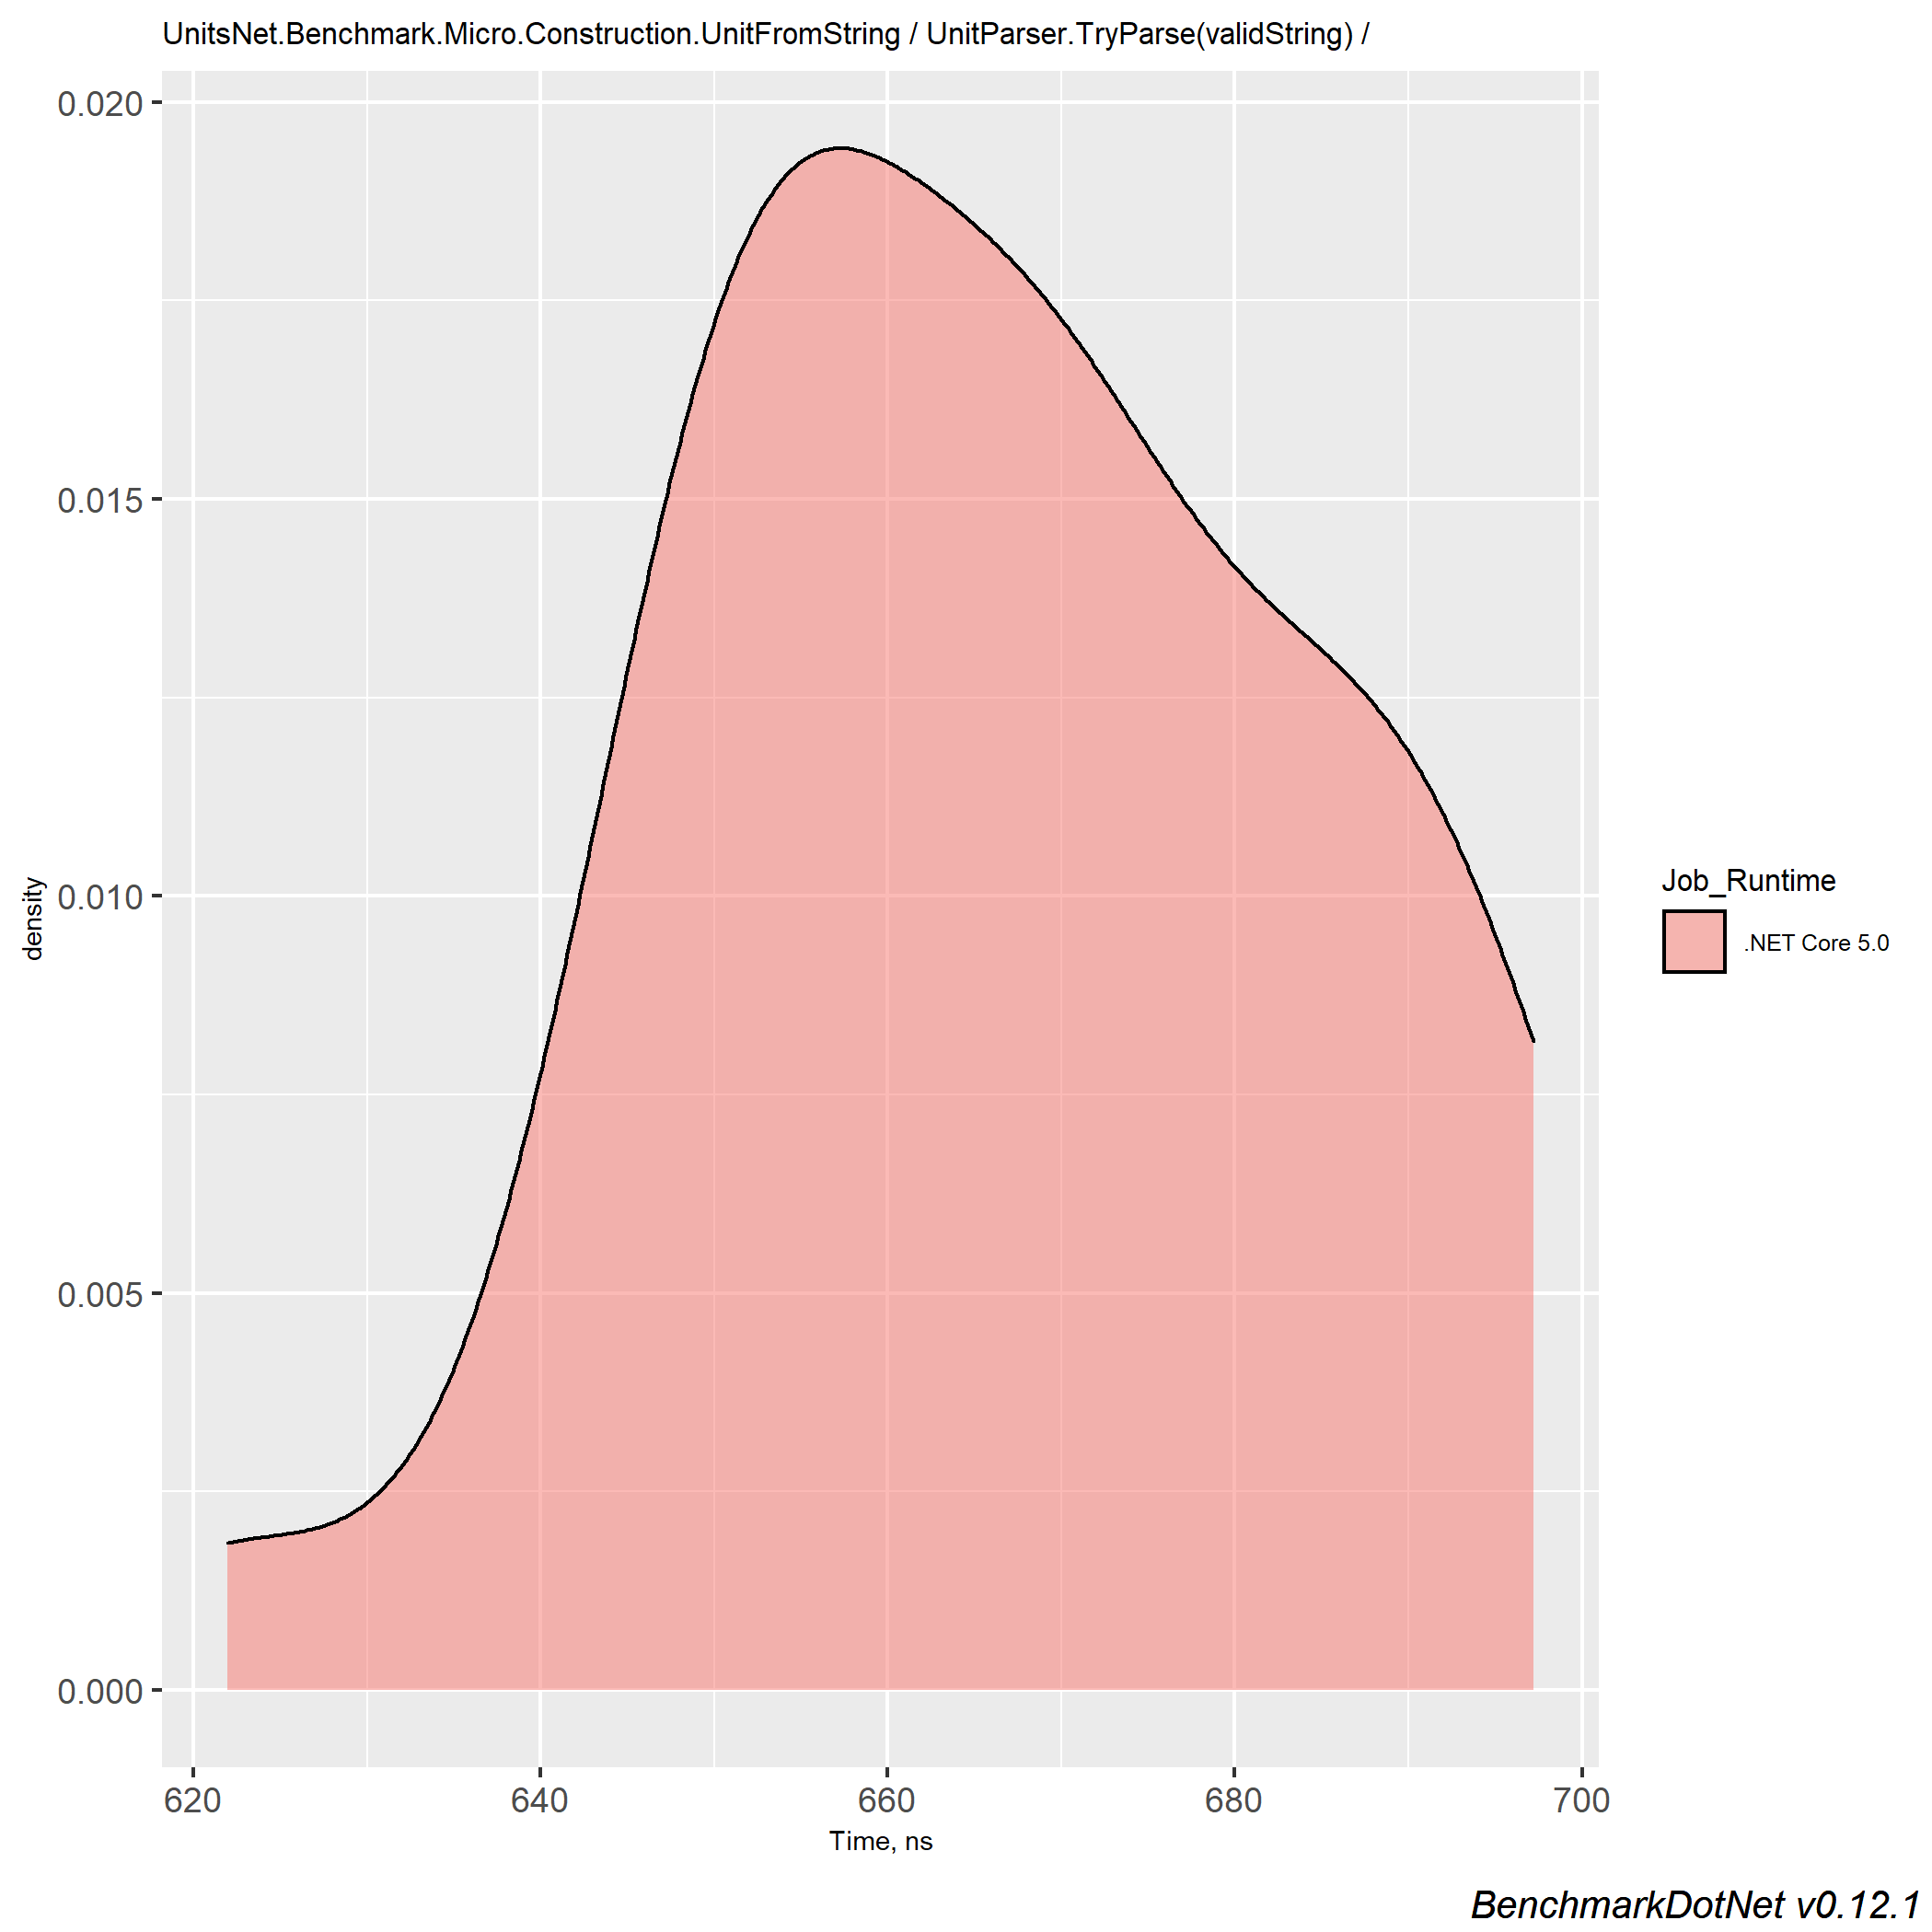 UnitsNet.Benchmark.Micro.Construction.UnitFromString / UnitParser.TryParse(validString) /
0.020
0.015
0.010
0.005
0.000
density
620 640 660 680 700
Time, ns
Job_Runtime
.NET Core 5.0
BenchmarkDotNet v0.12.1